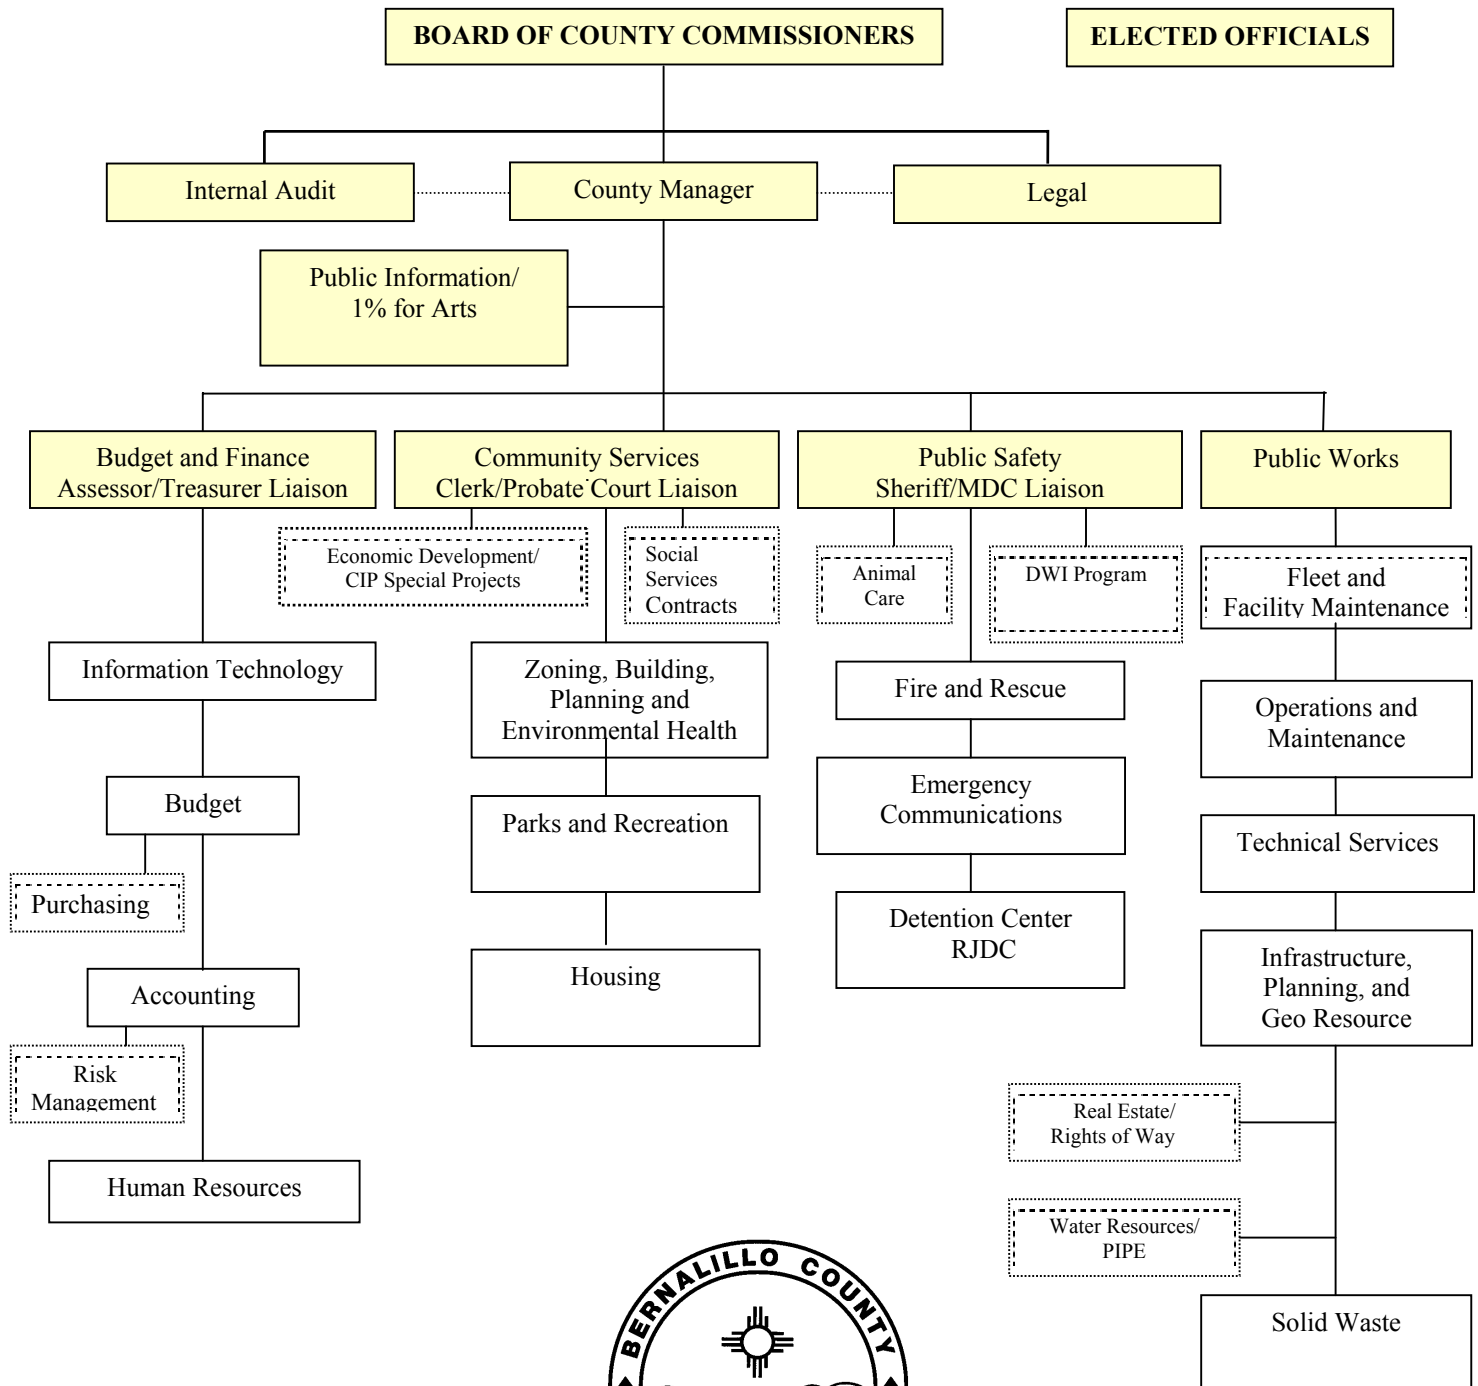 BOARD OF COUNTY COMMISSIONERS
ELECTED OFFICIALS
Internal Audit
County Manager
Legal
Public Information/
1% for Arts
Budget and Finance
Assessor/Treasurer Liaison
Community Services
Clerk/Probate Court Liaison
Public Safety
Sheriff/MDC Liaison
Public Works
Economic Development/
CIP Special Projects
Social
Services
Contracts
Animal
Care
DWI Program
Fleet and
Facility Maintenance
Information Technology
Zoning, Building,
Planning and
Environmental Health
Fire and Rescue
Operations and
Maintenance
Budget
Purchasing
Parks and Recreation
Emergency
Communications
Technical Services
Accounting
Risk
Management
Housing
Detention Center
RJDC
Infrastructure,
Planning, and
Geo Resource
Human Resources
Real Estate/
Rights of Way
Water Resources/
PIPE
Solid Waste
BERNALILLO COUNTY